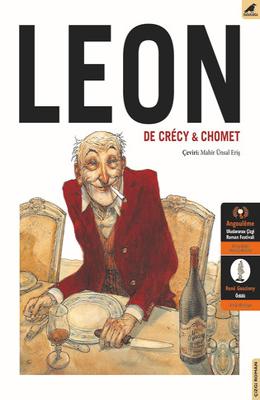 LEON
DE CRÉCY & CHOMET
Çeviri: Mahir Ünsal Eriş
Angoulême
Uluslararası Çizgi
Roman Festivali
René Goscinny
Ödülü
ÇİZGİ ROMAN